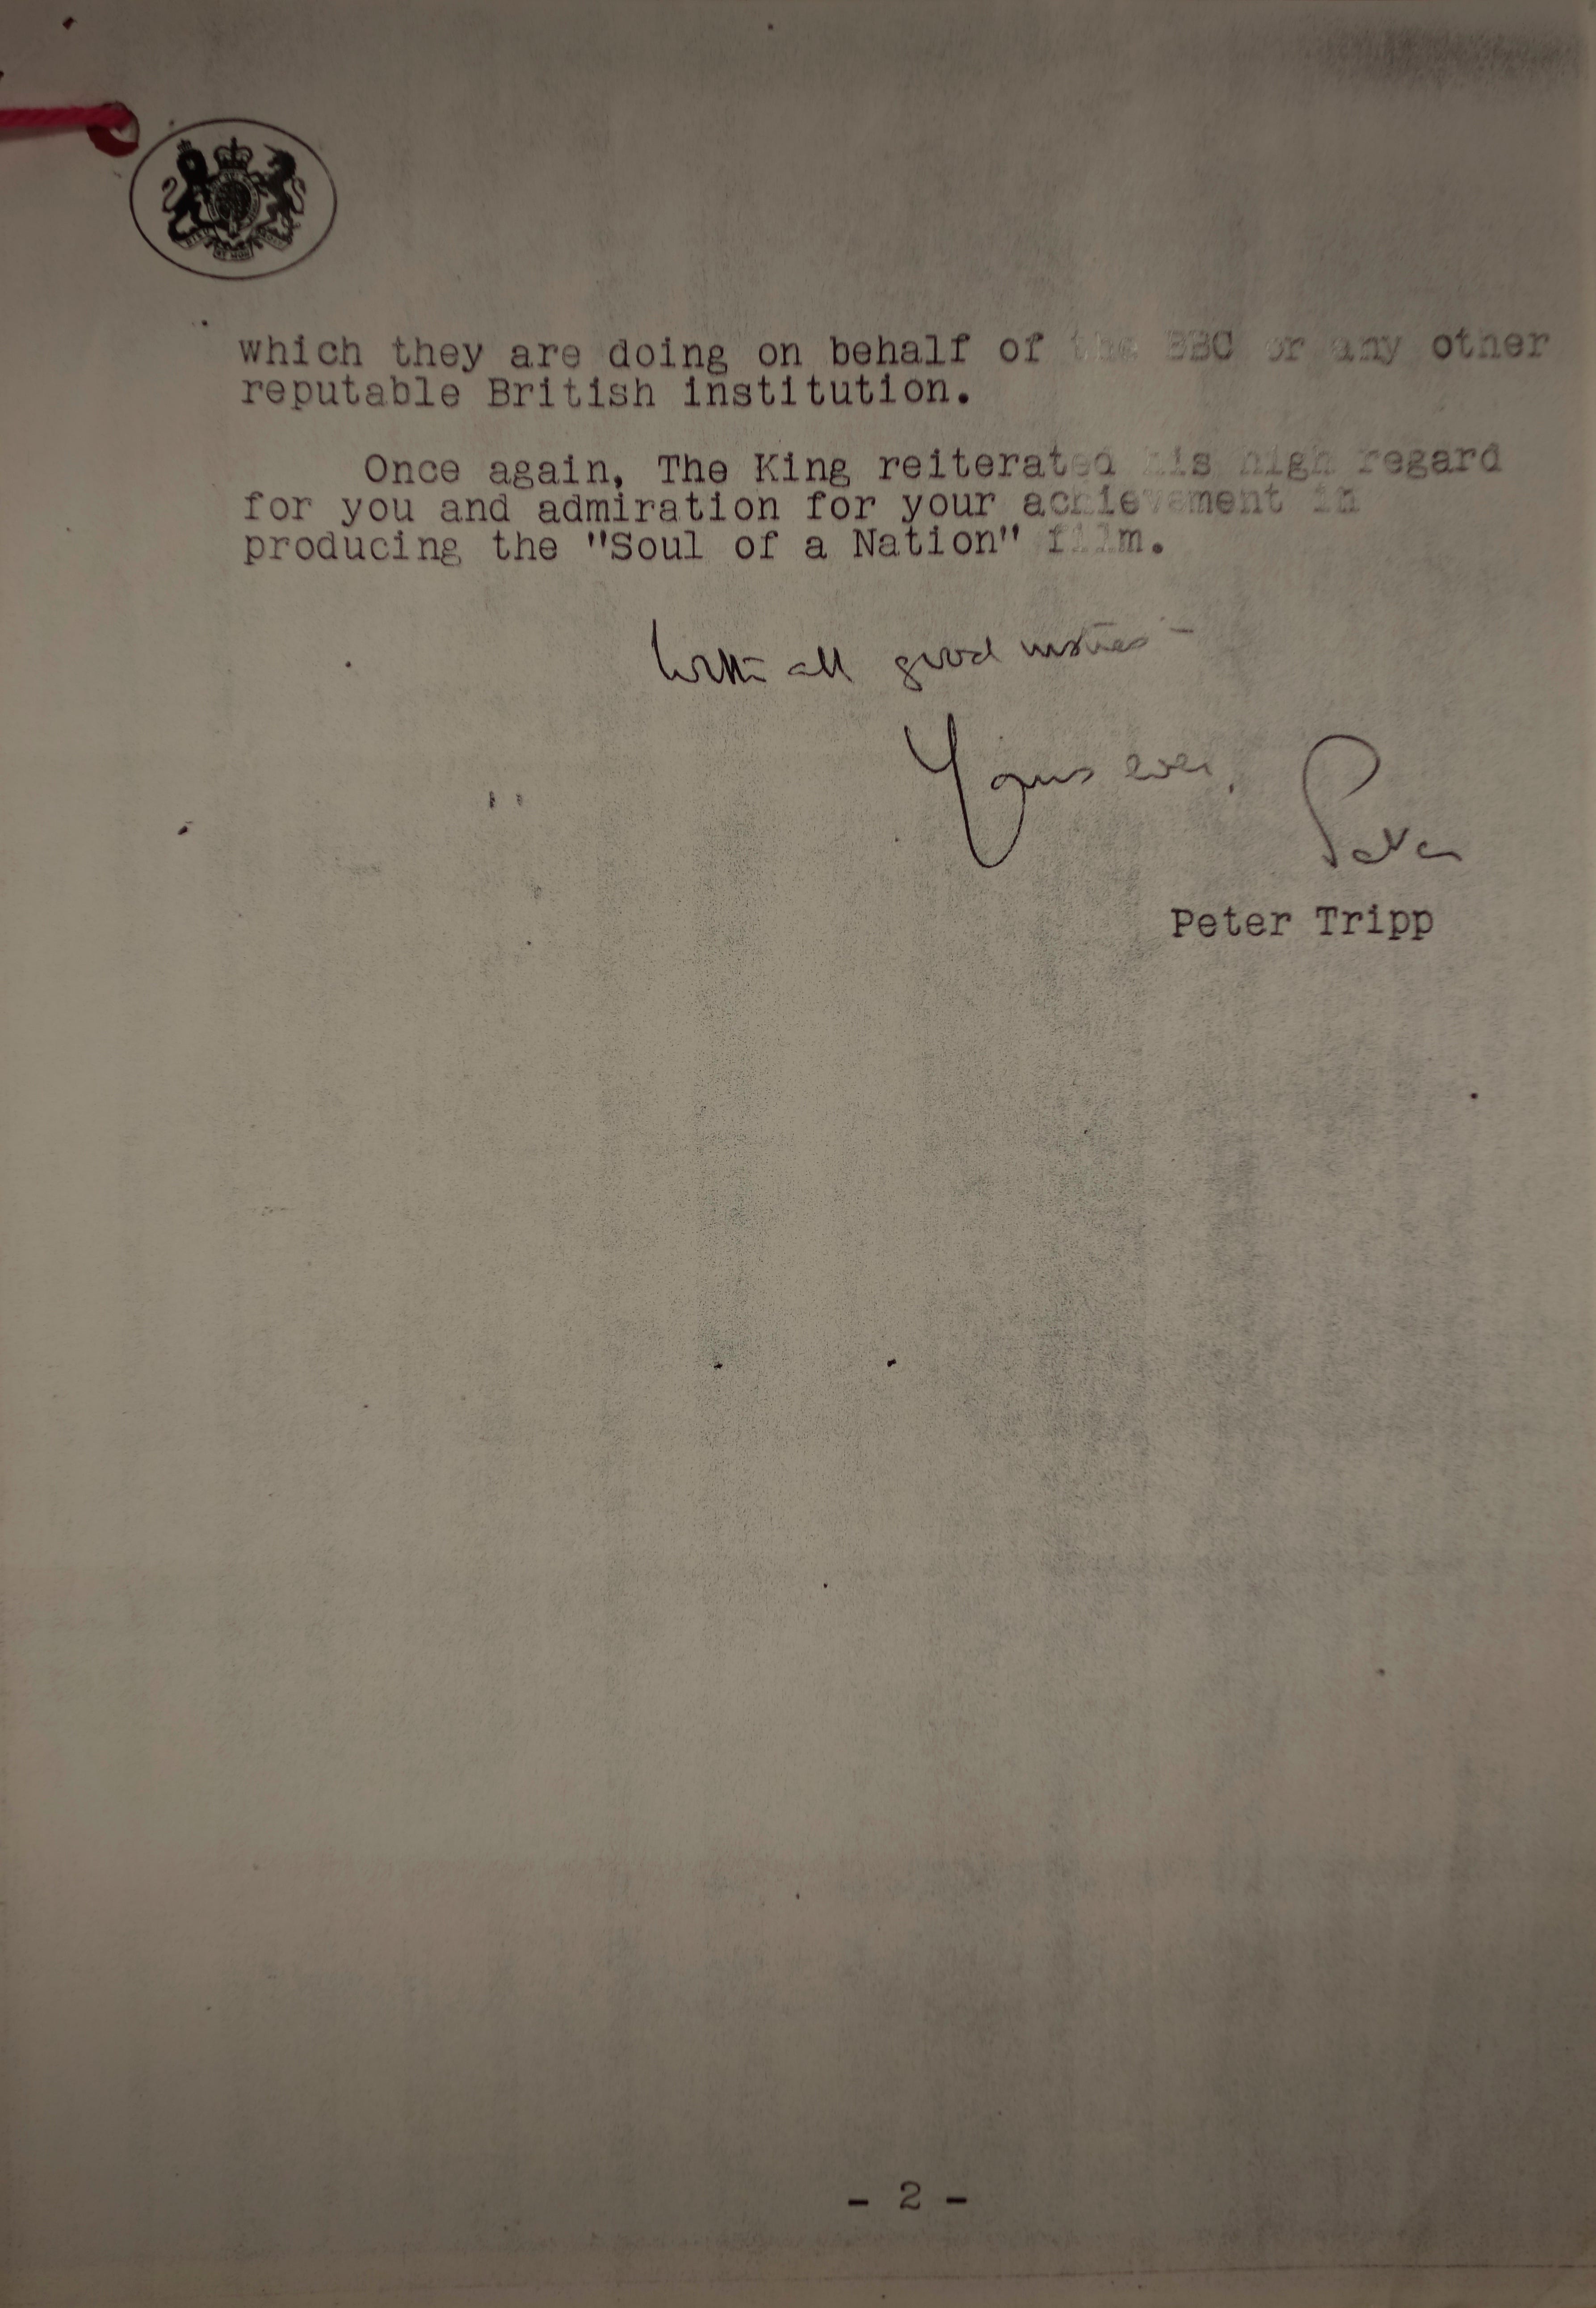 which they are doing on behalf of the BBC or any other
reputable British institution.
Once again, The King reiterated his high regard
for you and admiration for your achievement in
producing the "Soul of a Nation" film.
With all good wishes -
Yours ever,
Peter
Peter Tripp
- 2 -